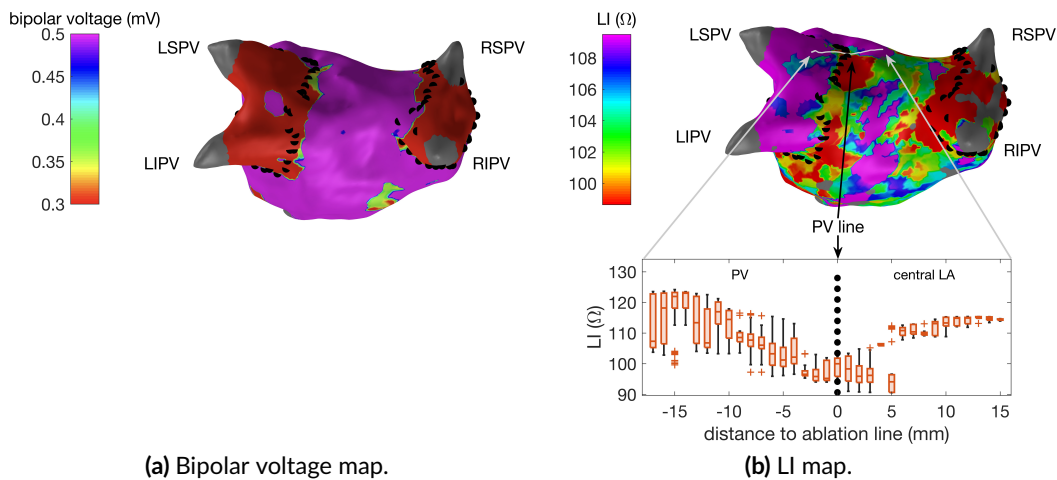 bipolar voltage (mV)
0.5
0.45
0.4
0.35
0.3
LSPV
RSPV
LIPV
RIPV
LI (Ω)
108
106
104
102
100
LSPV
RSPV
LIPV
RIPV
PV line
130
120
110
100
90
LI (Ω)
PV
central LA
-15
-10
-5
0
5
10
15
distance to ablation line (mm)
(a) Bipolar voltage map.
(b) LI map.